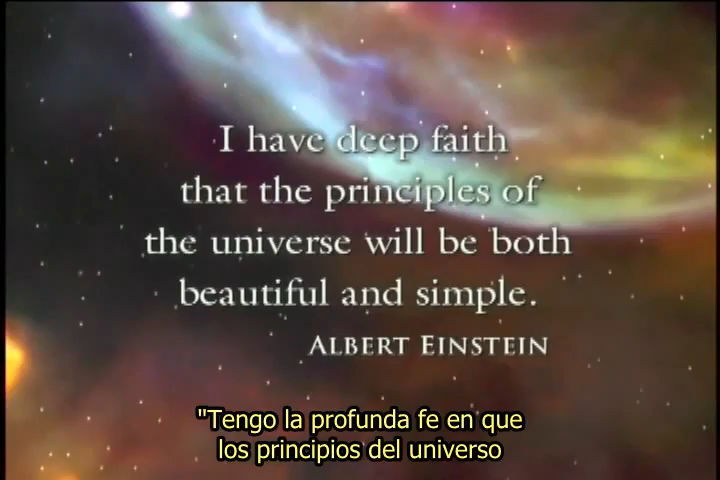 I have deep faith
that the principles of
the universe will be both
beautiful and simple.
ALBERT EINSTEIN
"Tengo la profunda fe en que
los principios del universo